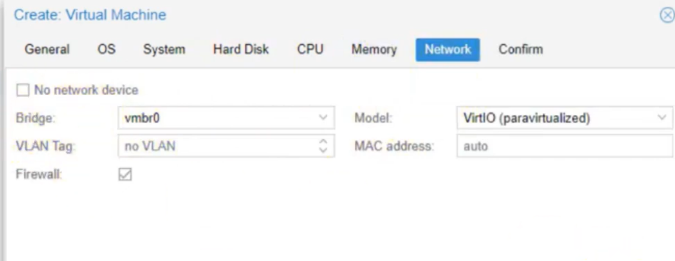 Create: Virtual Machine
General OS System Hard Disk CPU Memory Network Confirm
No network device
Bridge: vmbr0 Model: VirtIO (paravirtualized)
VLAN Tag: no VLAN MAC address: auto
Firewall: